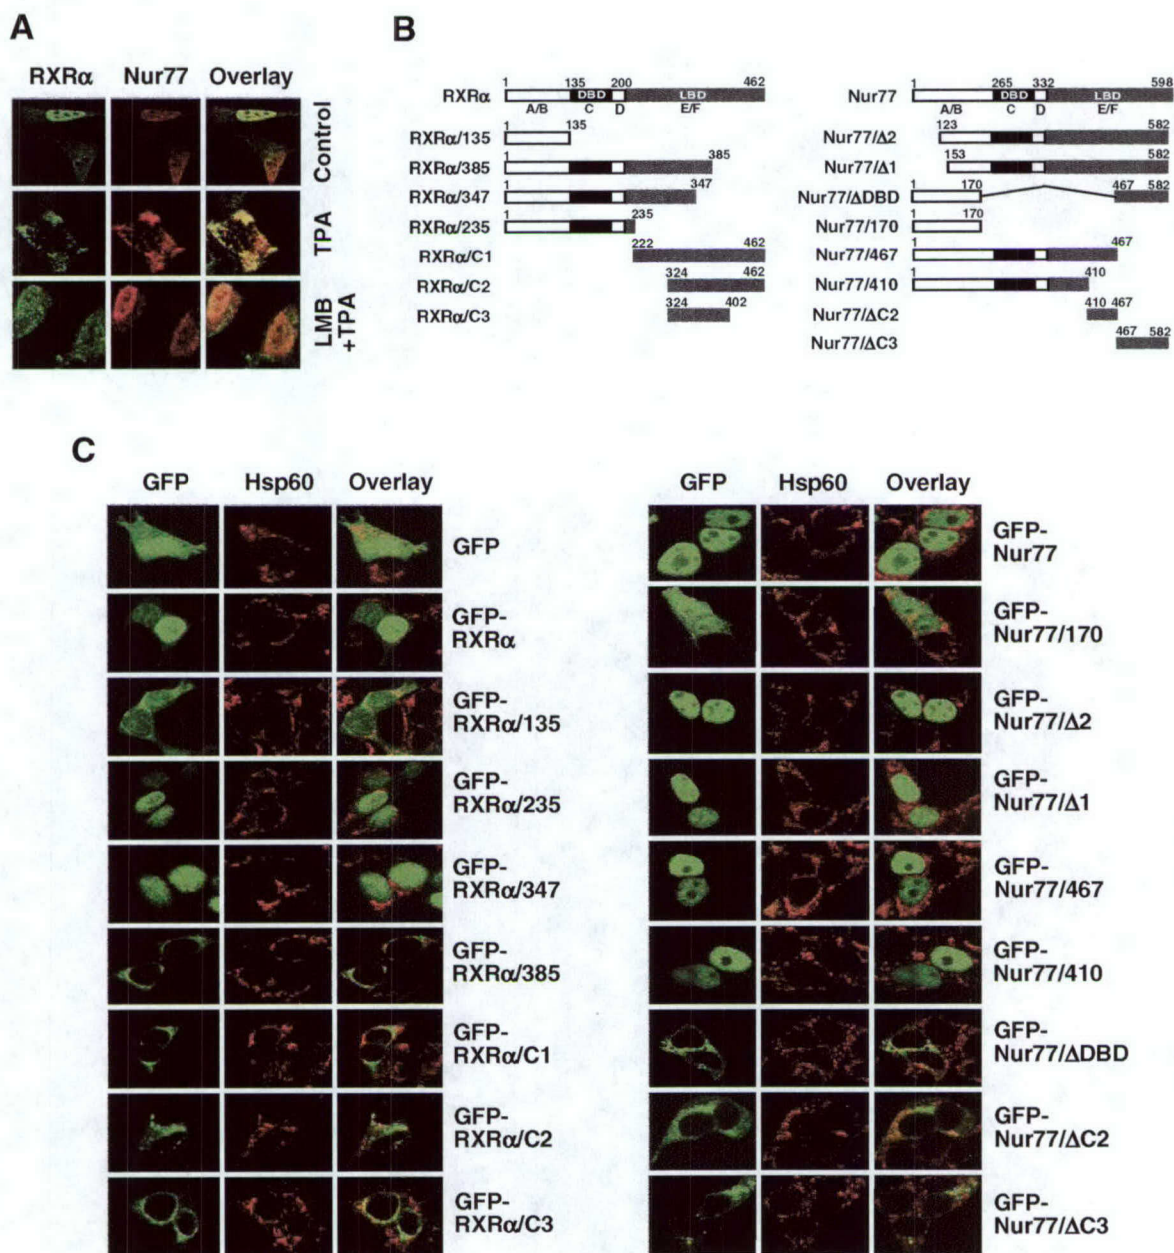 A
RXRα Nur77 Overlay
Control
TPA
LMB
+TPA
B
1 135 200 462
RXRα DBD LBD
A/B C D E/F
RXRα/135 1 135
RXRα/385 1 385
RXRα/347 1 347
RXRα/235 1 235
RXRα/C1 222 462
RXRα/C2 324 462
RXRα/C3 324 402
1 265 332 598
Nur77 DBD LBD
A/B C D E/F
Nur77/Δ2 123 582
Nur77/Δ1 153 582
Nur77/ΔDBD 1 170 467 582
Nur77/170 1 170
Nur77/467 1 467
Nur77/410 1 410
Nur77/ΔC2 410 467
Nur77/ΔC3 467 582
C
GFP Hsp60 Overlay
GFP
GFP-
RXRα
GFP-
RXRα/135
GFP-
RXRα/235
GFP-
RXRα/347
GFP-
RXRα/385
GFP-
RXRα/C1
GFP-
RXRα/C2
GFP-
RXRα/C3
GFP Hsp60 Overlay
GFP-
Nur77
GFP-
Nur77/170
GFP-
Nur77/Δ2
GFP-
Nur77/Δ1
GFP-
Nur77/467
GFP-
Nur77/410
GFP-
Nur77/ΔDBD
GFP-
Nur77/ΔC2
GFP-
Nur77/ΔC3